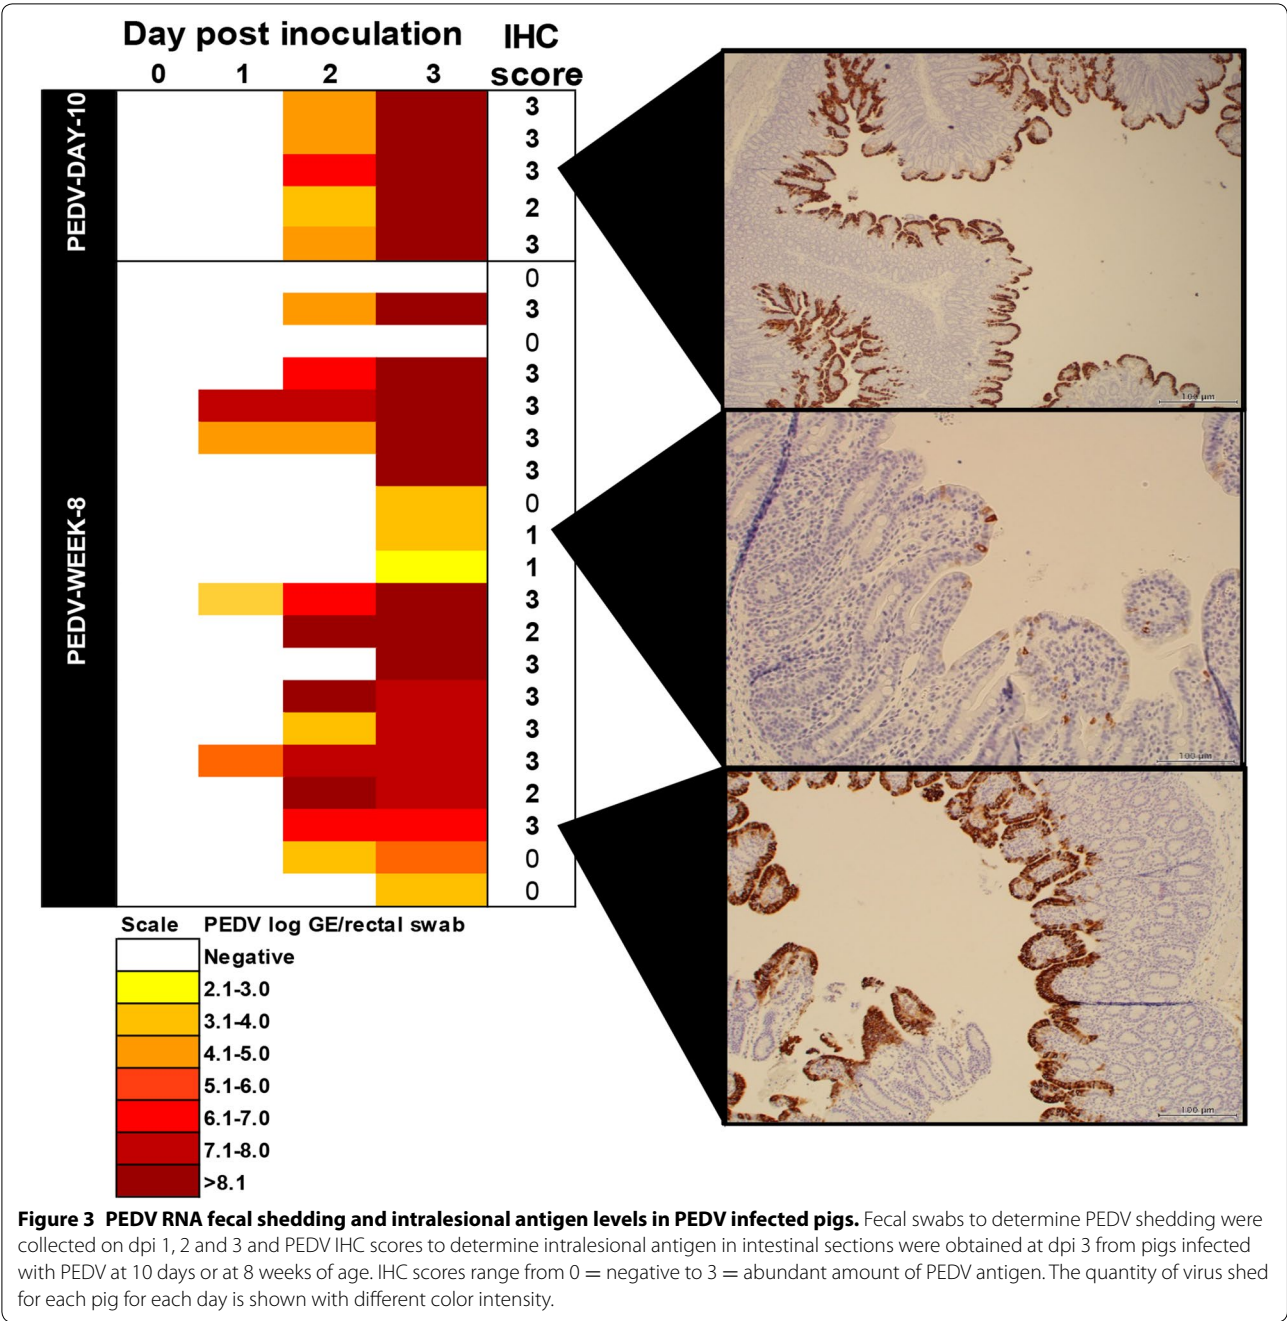 Day post inoculation
IHC
score
0 1 2 3
PEDV-DAY-10
3
3
3
2
3
PEDV-WEEK-8
0
3
0
3
3
3
3
0
1
1
3
2
3
3
3
3
2
3
0
0
100 µm
100 µm
100 µm
Scale PEDV log GE/rectal swab
Negative
2.1-3.0
3.1-4.0
4.1-5.0
5.1-6.0
6.1-7.0
7.1-8.0
>8.1
Figure 3 PEDV RNA fecal shedding and intralesional antigen levels in PEDV infected pigs. Fecal swabs to determine PEDV shedding were
collected on dpi 1, 2 and 3 and PEDV IHC scores to determine intralesional antigen in intestinal sections were obtained at dpi 3 from pigs infected
with PEDV at 10 days or at 8 weeks of age. IHC scores range from 0 = negative to 3 = abundant amount of PEDV antigen. The quantity of virus shed
for each pig for each day is shown with different color intensity.